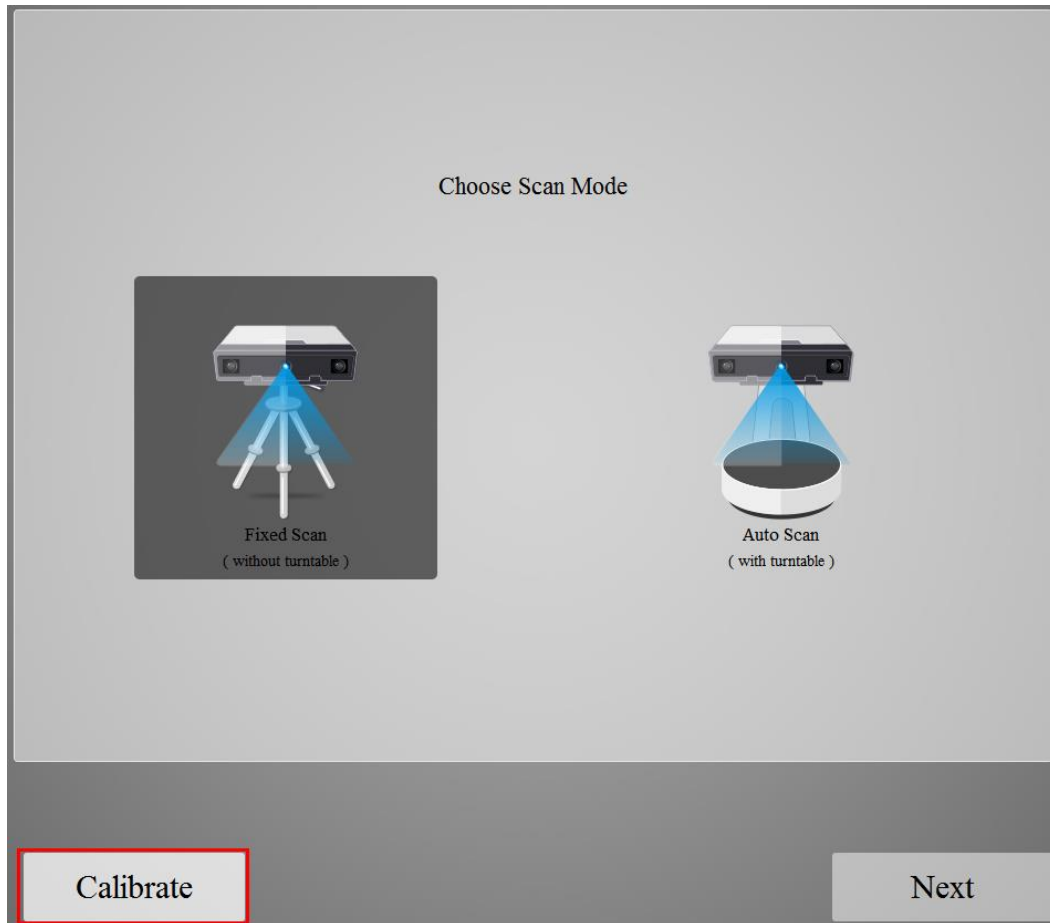 Choose Scan Mode
Fixed Scan
( without turntable )
Auto Scan
( with turntable )
Calibrate
Next